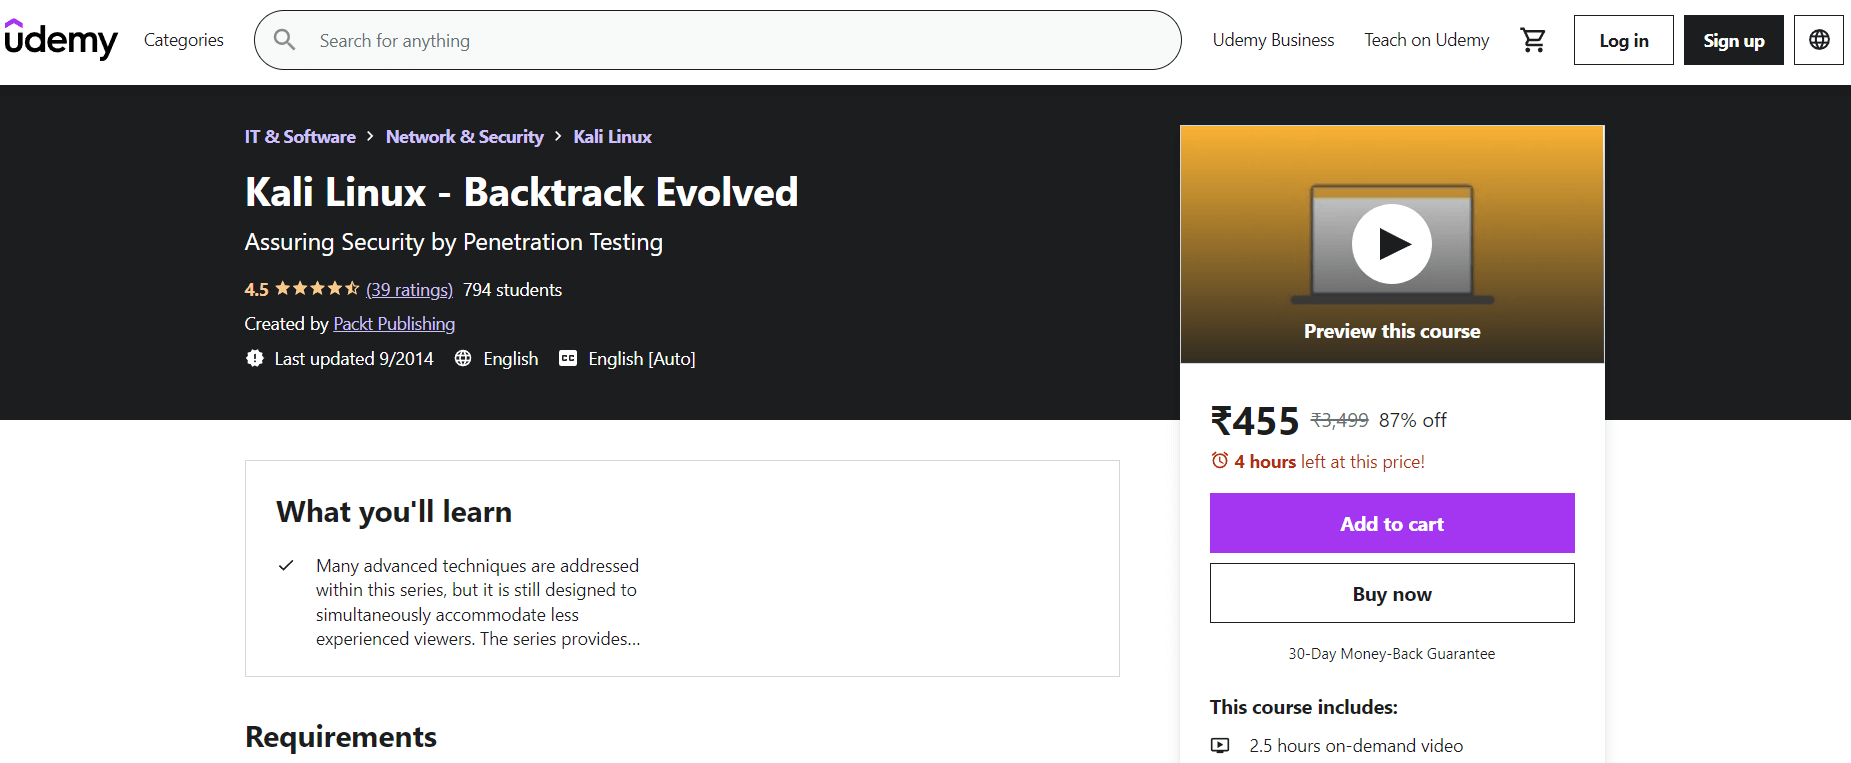 udemy Categories Search for anything Udemy Business Teach on Udemy Log in Sign up
IT & Software > Network & Security > Kali Linux
Kali Linux - Backtrack Evolved
Assuring Security by Penetration Testing
4.5 (39 ratings) 794 students
Created by Packt Publishing
Last updated 9/2014 English CC English [Auto]
What you'll learn
Many advanced techniques are addressed
within this series, but it is still designed to
simultaneously accommodate less
experienced viewers. The series provides...
Requirements
Preview this course
₹455 ₹3,499 87% off
4 hours left at this price!
Add to cart
Buy now
30-Day Money-Back Guarantee
This course includes:
2.5 hours on-demand video